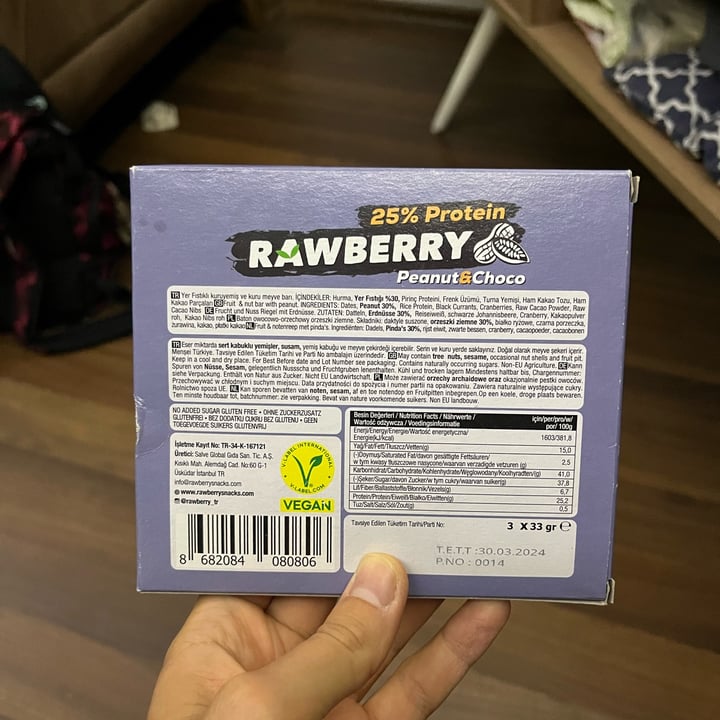 25% Protein
RAWBERRY
Peanut&Choco
TR Yer Fıstıklı kuruyemiş ve kuru meyve barı. İÇİNDEKİLER: Hurma, Yer Fıstığı %30, Pirinç Proteini, Frenk Üzümü, Turna Yemişi, Ham Kakao Tozu, Ham
Kakao Parçaları. GB Fruit & nut bar with peanut. INGREDIENTS: Dates, Peanut 30%, Rice Protein, Black Currants, Cranberries, Raw Cacao Powder, Raw
Cacao Nibs DE Frucht und Nuss Riegel mit Erdnüsse. ZUTATEN: Datteln, Erdnüsse 30%, Reiseiweiß, schwarze Johannisbeere, Cranberry, Kakaopulver
roh, Kakao Nibs roh PL Baton owocowo-orzechowy orzeszki ziemne. Składniki: daktyle suszone, orzeszki ziemne 30%, białko ryżowe, czarna porzeczka,
żurawina, kakao, płatki kakao NL Fruit & notenreep met pinda's. Ingrediënten: Dadels, Pinda's 30%, rijst eiwit, zwarte bessen, cranberry, cacaopoeder, cacaobonen
TR Eser miktarda sert kabuklu yemişler, susam, yemiş kabuğu ve meyve çekirdeği içerebilir. Serin ve kuru yerde saklayınız. Doğal olarak meyve şekeri içerir.
Menşei Türkiye. Tavsiye Edilen Tüketim Tarihi ve Parti No ambalajın üzerindedir. GB May contain tree nuts, sesame, occasional nut shells and fruit pit.
Keep in a cool and dry place. For Best Before date and Lot Number see packaging. Contains naturally occurring sugars. Non-EU Agriculture. DE Kann
Spuren von Nüsse, Sesam, gelegentlich Nussscha und Fruchtgruben lenenthalten. Kühl und trocken lagern Mindestens haltbar bis, Chargennummer:
siehe Verpackung. Enthält von Natur aus Zucker. Nicht EU Landwirtschaft. PL Może zawierać orzechy archaidowe oraz okazjonalnie pestki owoców.
Przechowywać w chłodnym i suchym miejscu. Data przydatności do spożycia i numer partii na opakowaniu. Zawiera naturalnie występujące cukry.
Rolnictwo spoza UE. NL Kan sporen bevatten van noten, sesam, af en toe notendop en Fruitpitten inbegrepen. Op een koele, droge plaats bewaren.
Ten minste houdbaar tot, batchnummer: zie verpakking. Bevat van nature voorkomende suikers. Non EU landbouw.
NO ADDED SUGAR GLUTEN FREE • OHNE ZUCKERZUSATZ
GLUTENFREI • BEZ DODATKU CUKRU BEZ GLUTENU • GEEN
TOEGEVOEGDE SUIKERS GLUTENVRIJ
İşletme Kayıt No: TR-34-K-167121
Üretici: Salve Global Gıda San. Tic. A.Ş.
Kısıklı Mah. Alemdağ Cad. No:60 G-1
Üsküdar İstanbul TR
info@rawberrysnacks.com
www.rawberrysnacks.com
@rawberry_tr
V-LABEL INTERNATIONAL
V-LABEL.COM
VEGAN
8 682084 080806
Besin Değerleri / Nutrition Facts / Nährwerte /
Wartość odżywcza / Voedingsinformatie
için/per/pro/w/
por/ 100g
Enerji/Energy/Energie/Wartość energetyczna/
Energie(kJ/kcal) 1603/381,8
Yağ/Fat/Fett/Tłuszcz/Vetten(g) 15,0
(-)Doymuş/Saturated Fat/davon gesättigte Fettsäuren/
w tym kwasy tłuszczowe nasycone/waarvan verzadigde vetzuren (g) 2,5
Karbonhidrat/Carbohydrate/Kohlenhydrate/Węglowodany/Koolhydratten/(g) 41,0
(-)Şeker/Sugar/davon Zucker/w tym cukry/waarvan suiker(g) 37,8
Lif/Fiber/Ballaststoffe/Błonnik/Vezels(g) 6,7
Protein/Protein/Eiweiß/Białko/Eiwitten(g) 25,2
Tuz/Salt/Salz/Sól/Zout(g) 0,5
Tavsiye Edilen Tüketim Tarihi/Parti No:
3 X 33 gr ℮
T.E.T.T :30.03.2024
P.NO : 0014